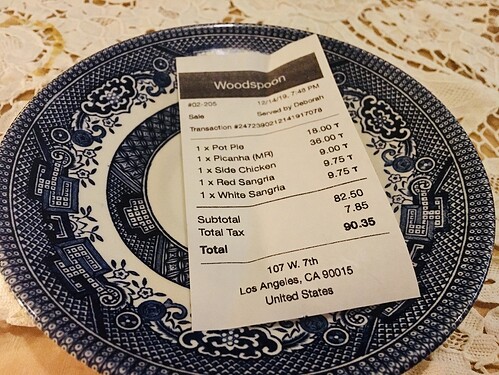 Woodspoon
#02-205 12/14/19, 7:48 PM
Sale Served by Deborah
Transaction #2472390212141917078
1 x Pot Pie 18.00 T
1 x Picanha (MR) 36.00 T
1 x Side Chicken 9.00 T
1 x Red Sangria 9.75 T
1 x White Sangria 9.75 T
Subtotal 82.50
Total Tax 7.85
Total 90.35
107 W. 7th
Los Angeles, CA 90015
United States